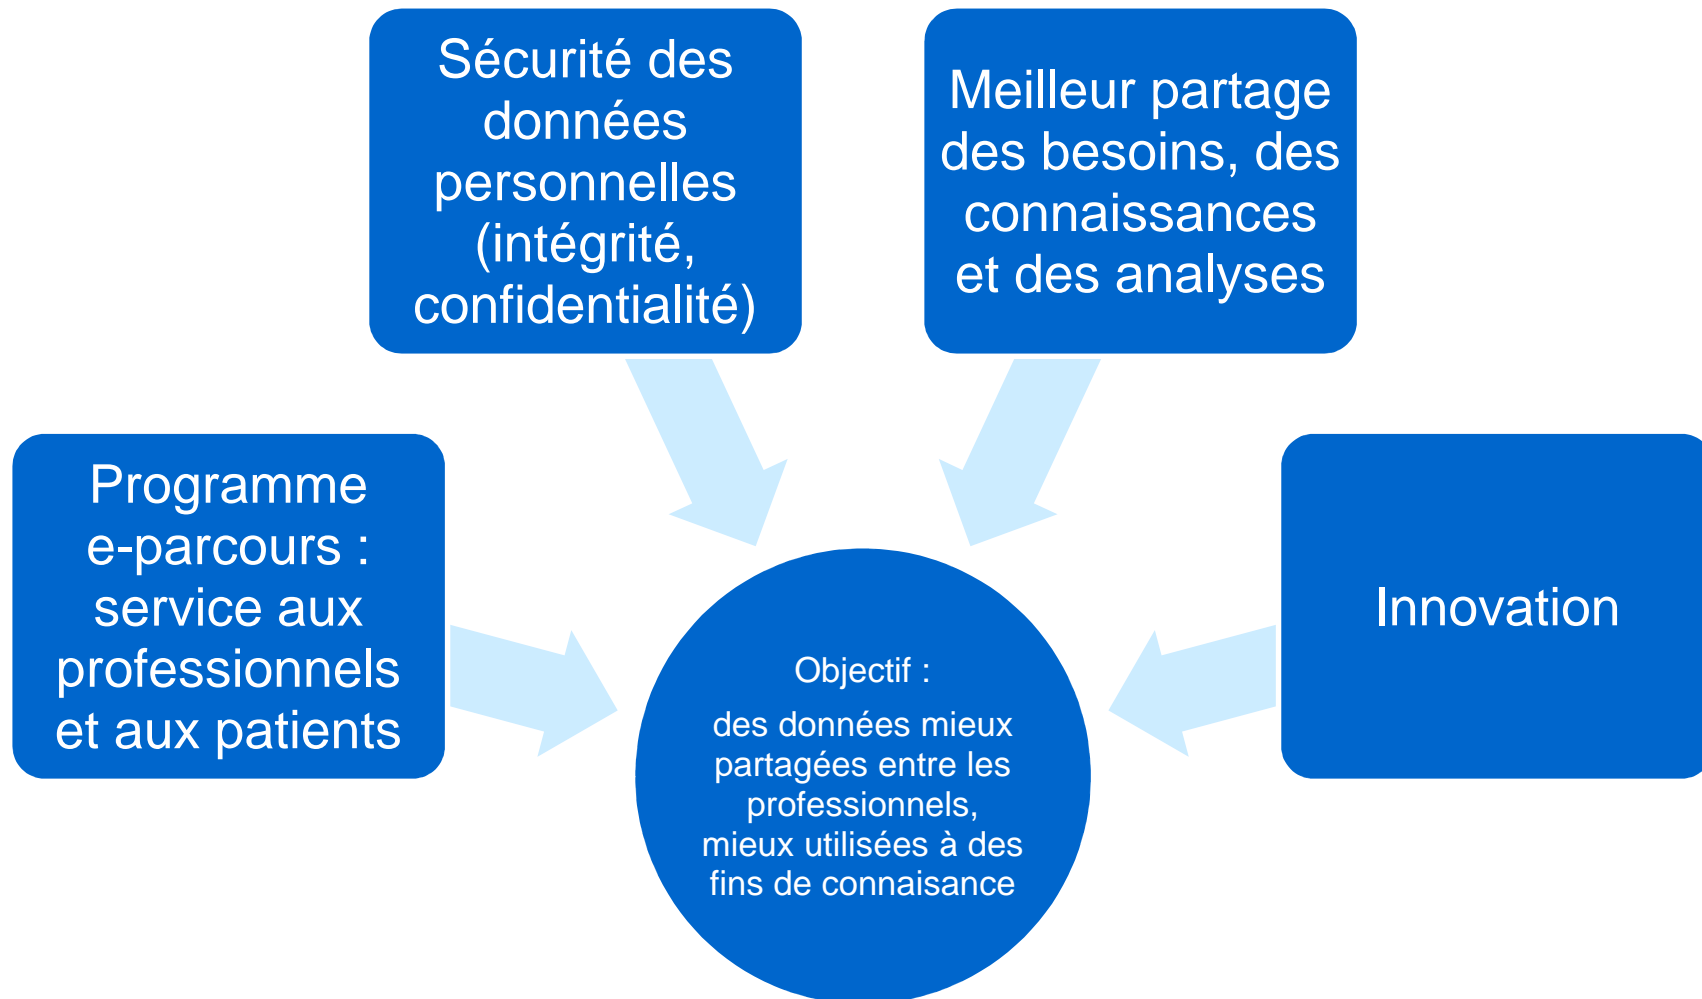 Sécurité des
données
personnelles
(intégrité,
confidentialité)
Meilleur partage
des besoins, des
connaissances
et des analyses
Programme
e-parcours :
service aux
professionnels
et aux patients
Innovation
Objectif :
des données mieux
partagées entre les
professionnels,
mieux utilisées à des
fins de connaisance